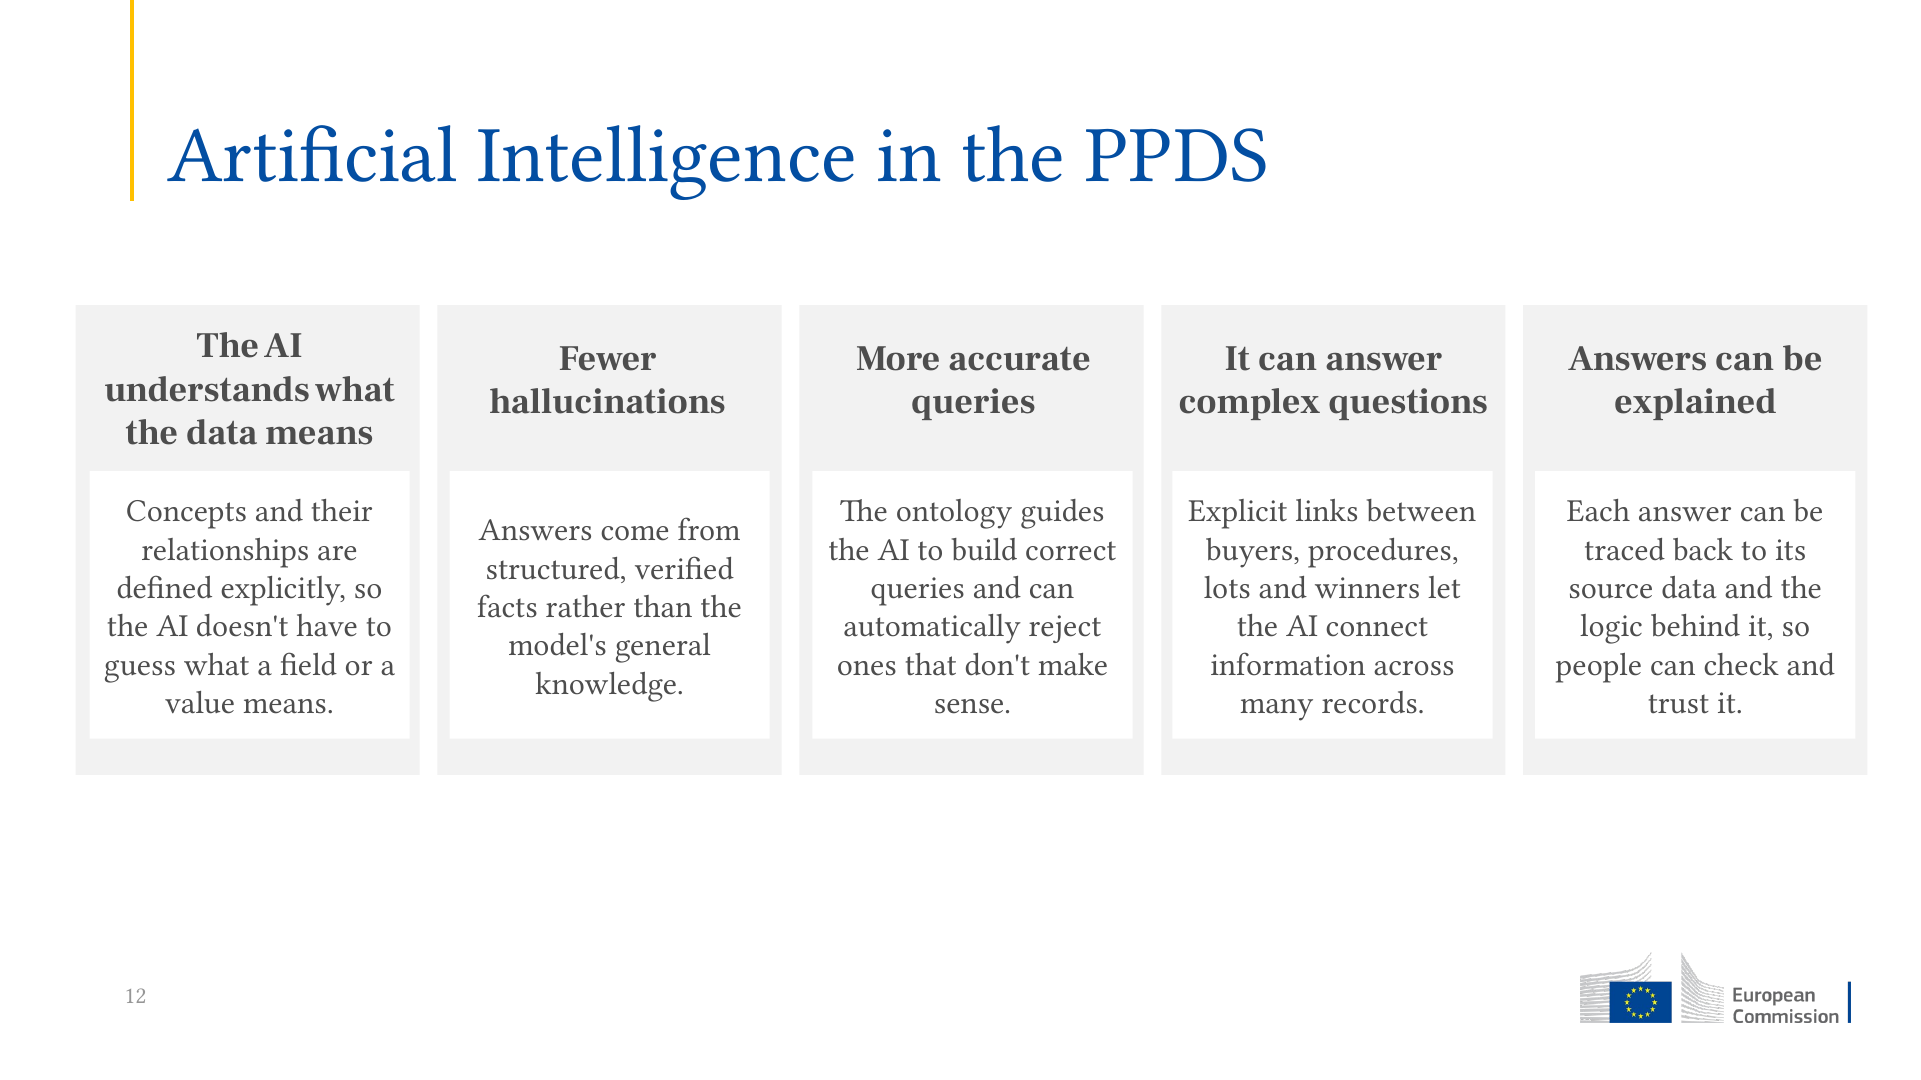 Artificial Intelligence in the PPDS
The AI
understands what
the data means
Concepts and their
relationships are
defined explicitly, so
the AI doesn't have to
guess what a field or a
value means.
Fewer
hallucinations
Answers come from
structured, verified
facts rather than the
model's general
knowledge.
More accurate
queries
The ontology guides
the AI to build correct
queries and can
automatically reject
ones that don't make
sense.
It can answer
complex questions
Explicit links between
buyers, procedures,
lots and winners let
the AI connect
information across
many records.
Answers can be
explained
Each answer can be
traced back to its
source data and the
logic behind it, so
people can check and
trust it.
12
European
Commission